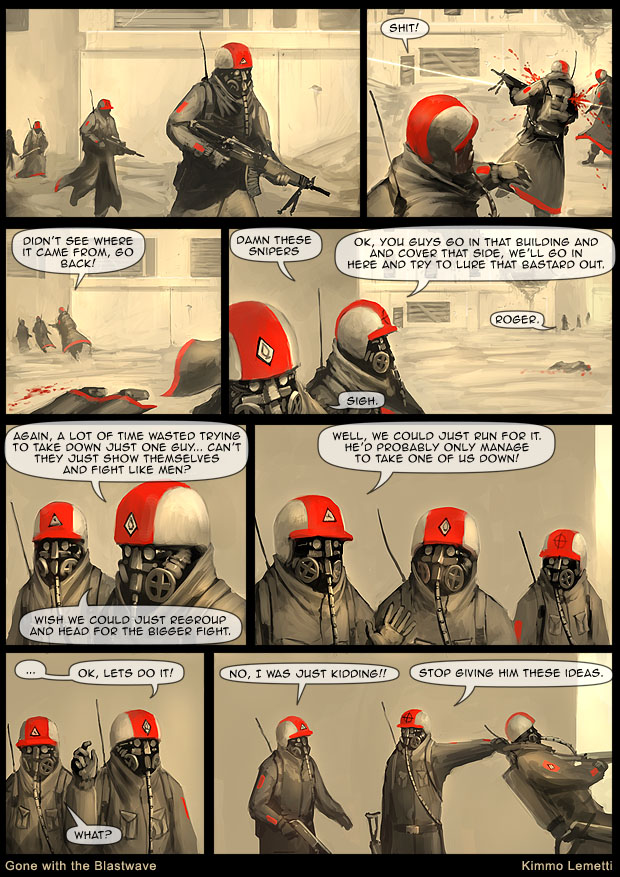 SHIT!
DIDN'T SEE WHERE
IT CAME FROM, GO
BACK!
DAMN THESE
SNIPERS
OK, YOU GUYS GO IN THAT BUILDING AND
AND COVER THAT SIDE, WE'LL GO IN
HERE AND TRY TO LURE THAT BASTARD OUT.
ROGER.
SIGH.
AGAIN, A LOT OF TIME WASTED TRYING
TO TAKE DOWN JUST ONE GUY... CAN'T
THEY JUST SHOW THEMSELVES
AND FIGHT LIKE MEN?
WISH WE COULD JUST REGROUP
AND HEAD FOR THE BIGGER FIGHT.
WELL, WE COULD JUST RUN FOR IT.
HE'D PROBABLY ONLY MANAGE
TO TAKE ONE OF US DOWN!
...
OK, LETS DO IT!
WHAT?
NO, I WAS JUST KIDDING!!
STOP GIVING HIM THESE IDEAS.
Gone with the Blastwave
Kimmo Lemetti